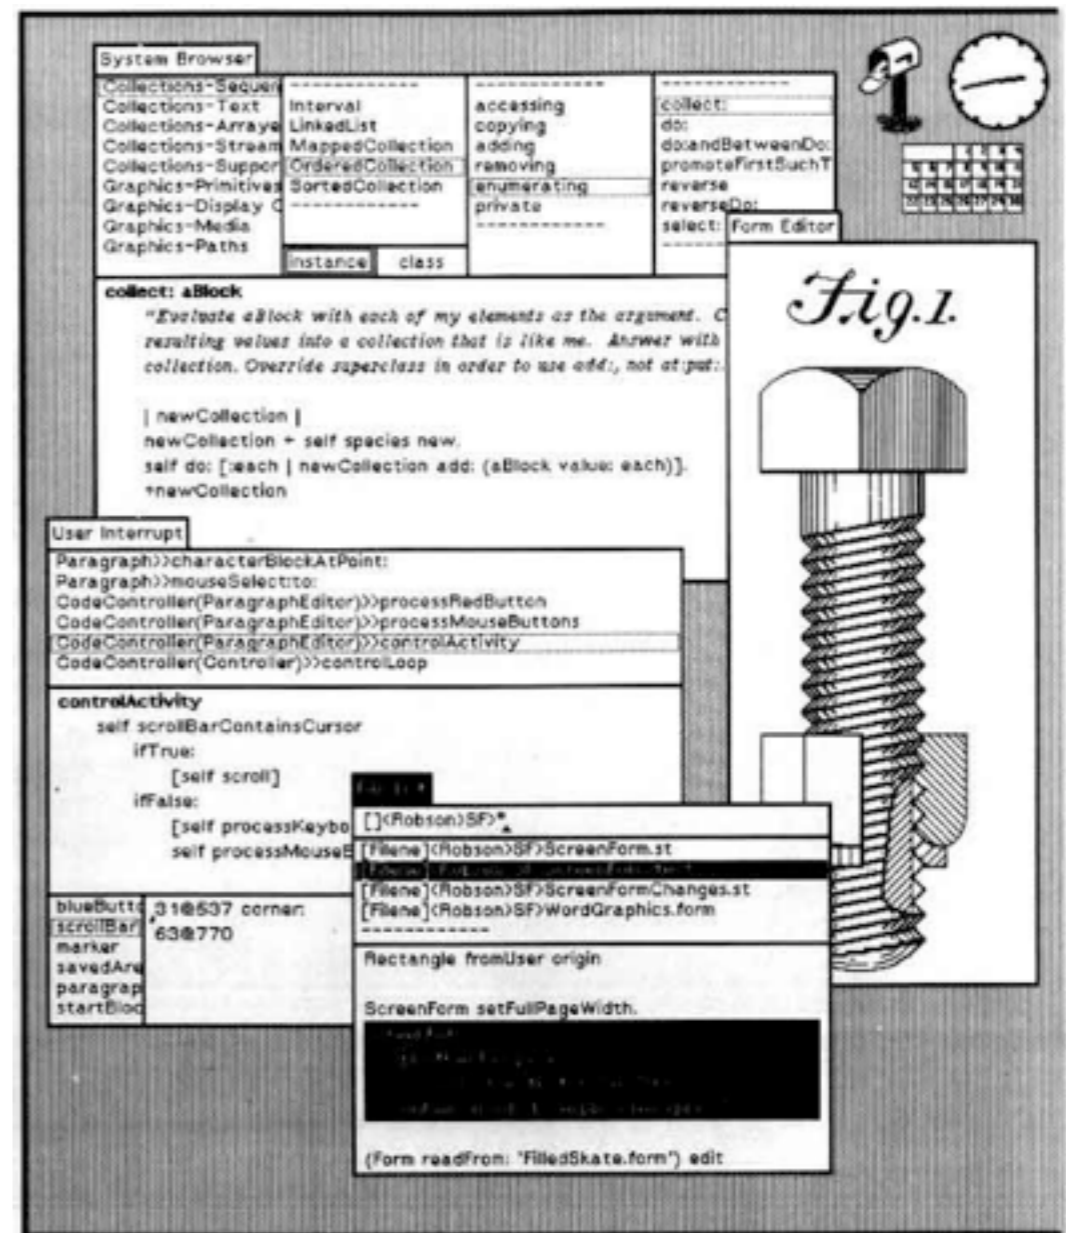 System Browser
Collections-Sequen
Collections-Text
Collections-Arraye
Collections-Stream
Collections-Suppor
Graphics-Primitives
Graphics-Display C
Graphics-Media
Graphics-Paths
------------
Interval
LinkedList
MappedCollection
OrderedCollection
SortedCollection
------------
instance class
------------
accessing
copying
adding
removing
enumerating
private
------------
------------
collect:
do:
do:andBetweenDo:
promoteFirstSuchT
reverse
reverseDo:
select:
Form Editor
Fig.1.
collect: aBlock
"Evaluate aBlock with each of my elements as the argument. C
resulting values into a collection that is like me. Answer with
collection. Override superclass in order to use add:, not at:put:.
| newCollection |
newCollection ← self species new.
self do: [:each | newCollection add: (aBlock value: each)].
↑newCollection
User Interrupt
Paragraph>>characterBlockAtPoint:
Paragraph>>mouseSelect:to:
CodeController(ParagraphEditor)>>processRedButton
CodeController(ParagraphEditor)>>processMouseButtons
CodeController(ParagraphEditor)>>controlActivity
CodeController(Controller)>>controlLoop
controlActivity
self scrollBarContainsCursor
ifTrue:
[self scroll]
ifFalse:
[self processKeybo
self processMouseB
blueButto
scrollBar
marker
savedAre
paragrap
startBloc
31@537 corner:
63@770
[]<Robson>SF>*
[Filene]<Robson>SF>ScreenForm.st
[Filene]<Robson>SF>ScreenFormChanges.st
[Filene]<Robson>SF>WordGraphics.form
------------
Rectangle fromUser origin
ScreenForm setFullPageWidth.
(Form readFrom: 'FilledSkate.form') edit